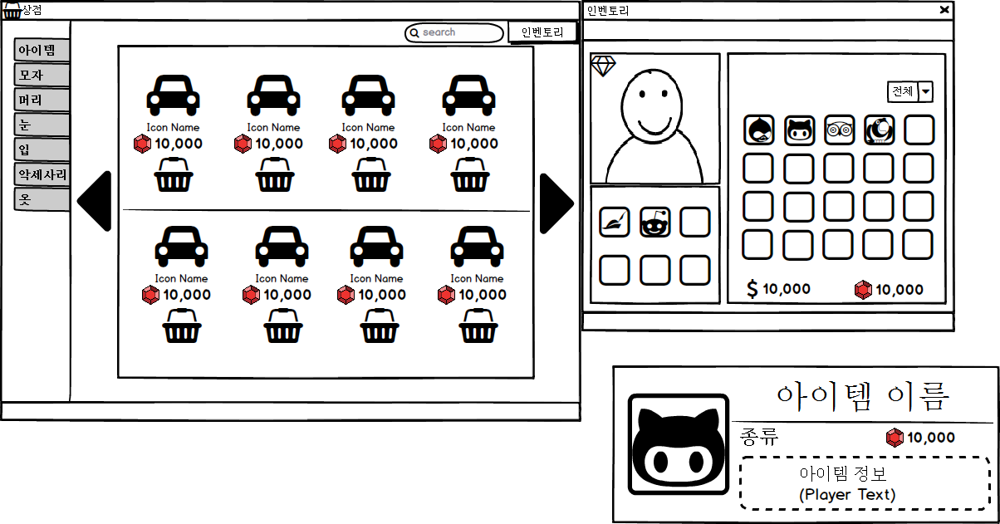 상점
search
인벤토리
아이템
모자
머리
눈
입
악세사리
옷
Icon Name
Icon Name
Icon Name
Icon Name
10,000
10,000
10,000
10,000
Icon Name
Icon Name
Icon Name
Icon Name
10,000
10,000
10,000
10,000
인벤토리
전체
$ 10,000
10,000
아이템 이름
종류
10,000
아이템 정보
(Player Text)